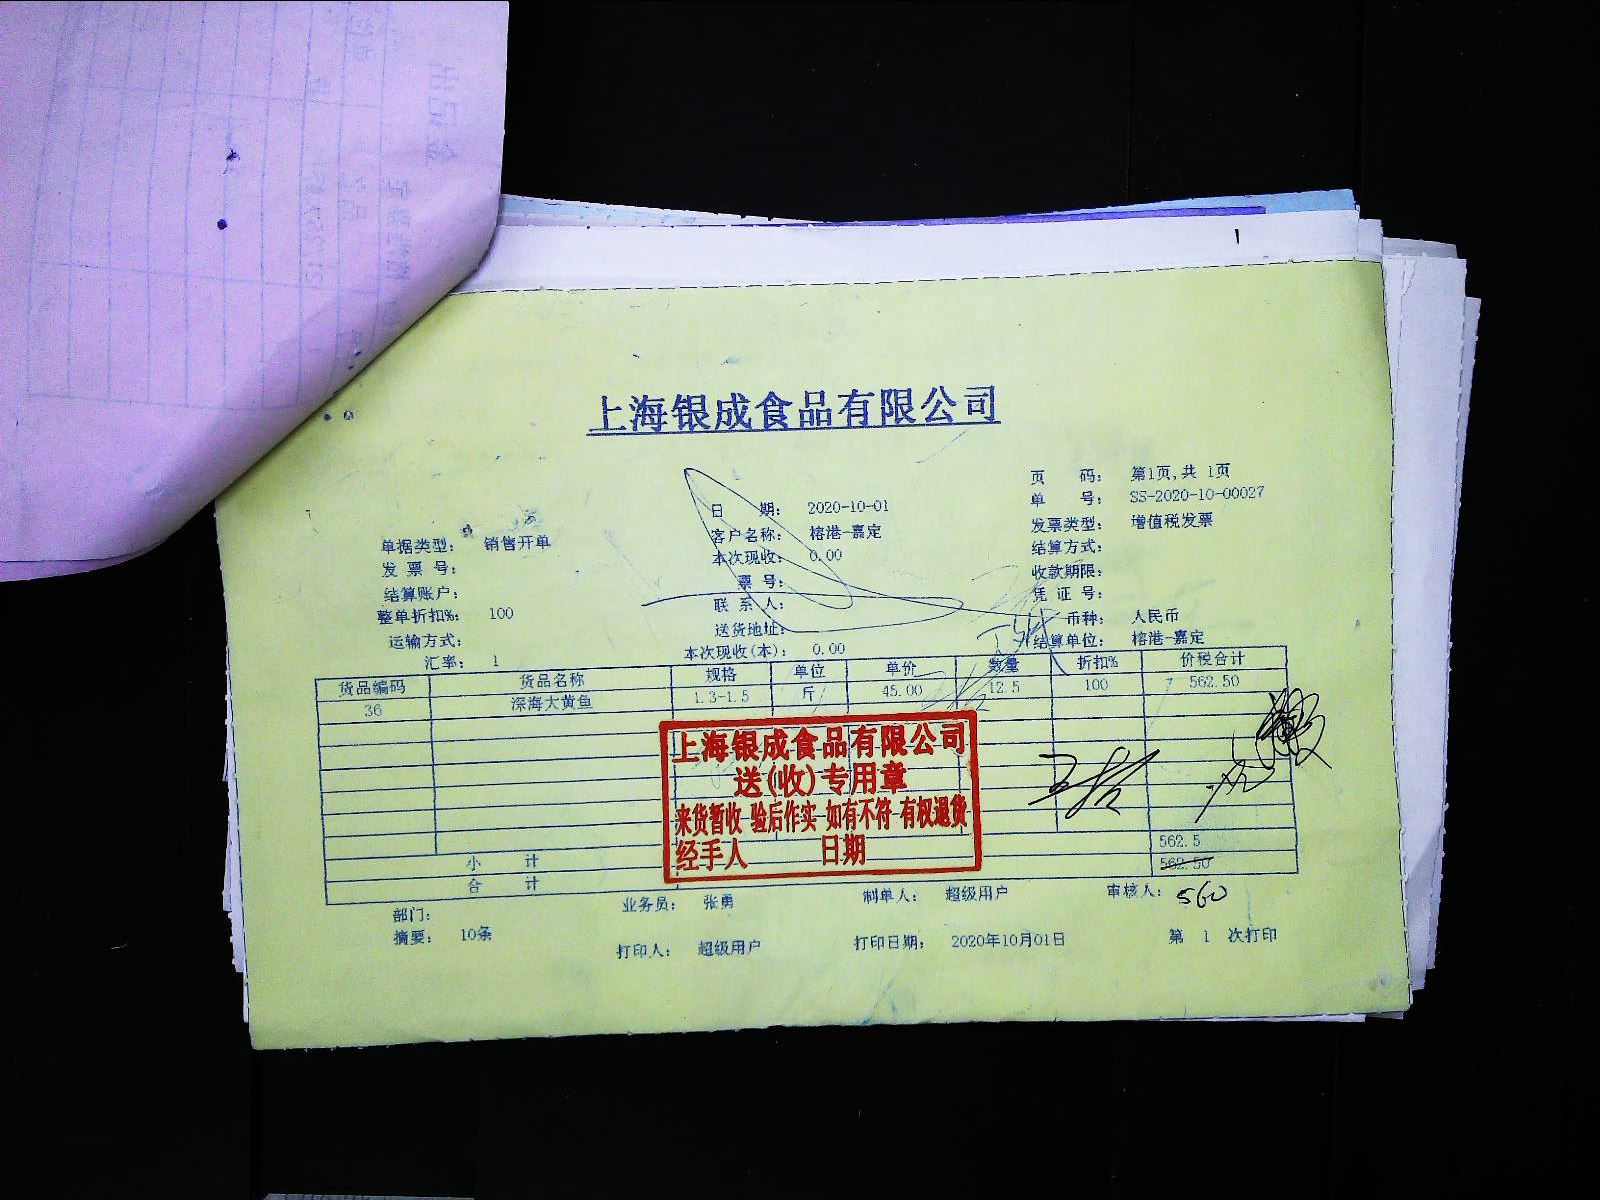 上海银成食品有限公司
页 码: 第1页,共 1页
单 号: SS-2020-10-00027
日 期: 2020-10-01
发票类型: 增值税发票
客户名称: 榕港-嘉定
单据类型: 销售开单
结算方式:
本次现收: 0.00
发 票 号:
收款期限:
票 号:
结算账户:
凭 证 号:
联 系 人:
整单折扣%: 100
币种: 人民币
送货地址:
运输方式:
结算单位: 榕港-嘉定
本次现收(本): 0.00
汇率: 1
货品编码 货品名称 规格 单位 单价 数量 折扣% 价税合计
36 深海大黄鱼 1.3-1.5 斤 45.00 12.5 100 562.50
上海银成食品有限公司
送(收)专用章
来货暂收 验后作实 如有不符 有权退货
经手人 日期
小 计 562.5
合 计 562.50
560
部门: 业务员: 张勇 制单人: 超级用户 审核人:
摘要: 10条 打印人: 超级用户 打印日期: 2020年10月01日 第 1 次打印